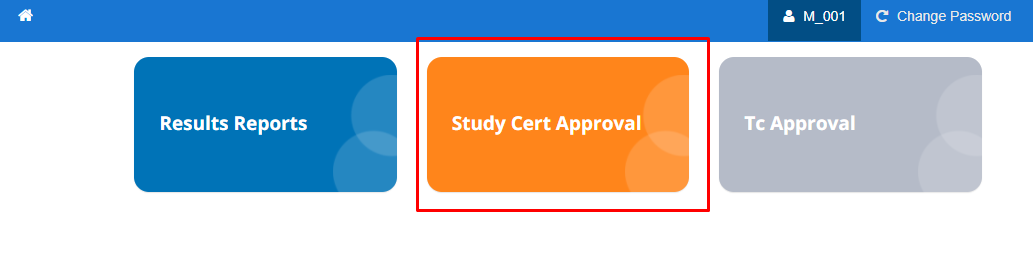 M_001
Change Password
Results Reports
Study Cert Approval
Tc Approval